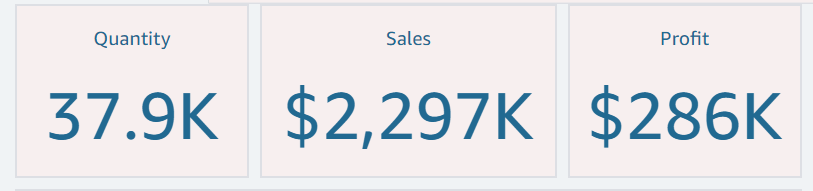 Quantity
37.9K
Sales
$2,297K
Profit
$286K